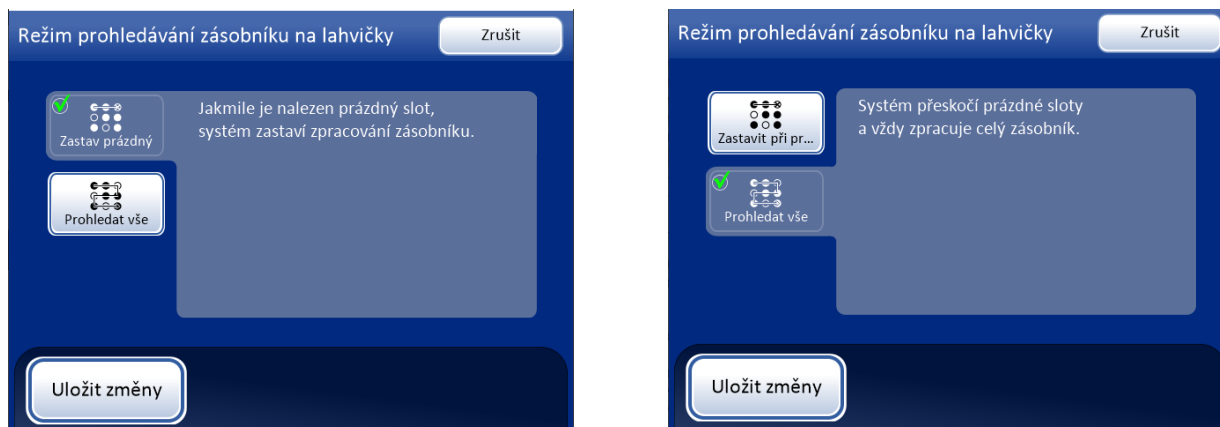 Režim prohledávání zásobníku na lahvičky
Zrušit
Zastav prázdný
Jakmile je nalezen prázdný slot,
systém zastaví zpracování zásobníku.
Prohledat vše
Uložit změny
Režim prohledávání zásobníku na lahvičky
Zrušit
Zastavit při pr...
Systém přeskočí prázdné sloty
a vždy zpracuje celý zásobník.
Prohledat vše
Uložit změny